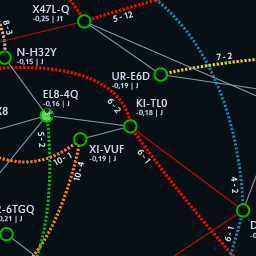 X47L-Q
-0,25 | J1
5 - 12
8 - 3
N-H32Y
-0,15 | J
7 - 2
UR-E6D
-0,19 | J
EL8-4Q
-0,16 | J
6 - 2
KI-TL0
-0,18 | J
X8
5 - 2
XI-VUF
-0,19 | J
10 -
6 - 1
10 - 4
4 - 2
2-6TGQ
0,21 | J
D
6 - 1